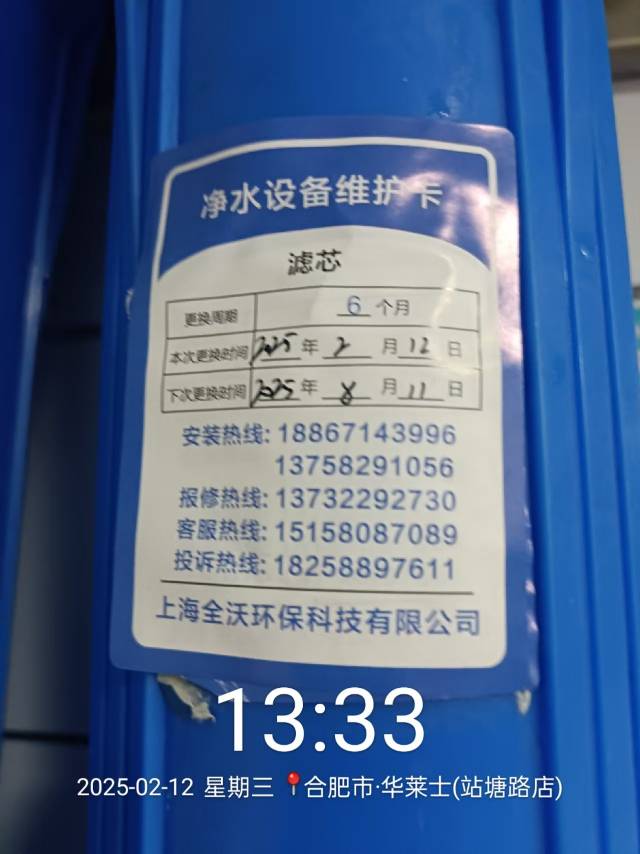 净水设备维护卡
滤芯
更换周期 6 个月
本次更换时间 2025 年 2 月 12 日
下次更换时间 2025 年 8 月 11 日
安装热线: 18867143996
13758291056
报修热线: 13732292730
客服热线: 15158087089
投诉热线: 18258897611
上海全沃环保科技有限公司
13:33
2025-02-12 星期三 📍合肥市·华莱士(站塘路店)